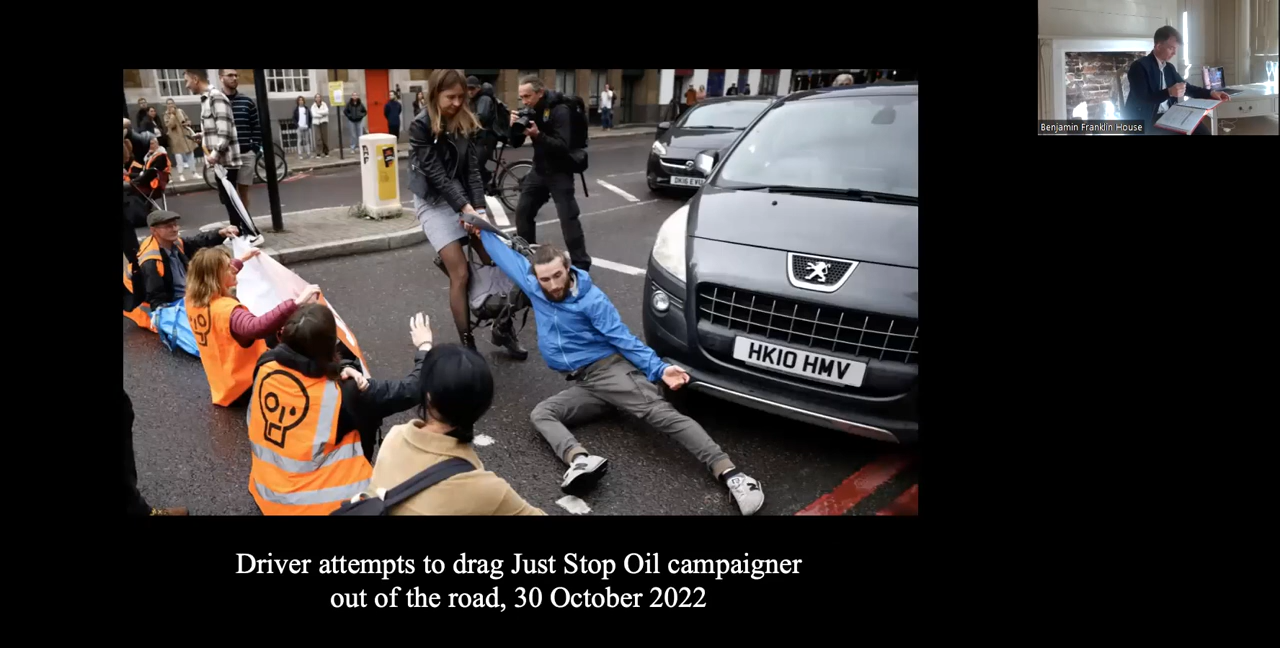 Benjamin Franklin House
HK10 HMV
Driver attempts to drag Just Stop Oil campaigner
out of the road, 30 October 2022